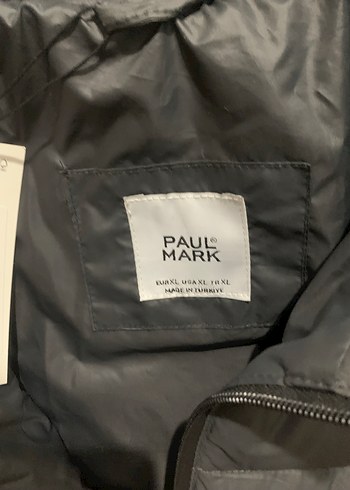 PAUL®
MARK
EUR XL USA XL TR XL
MADE IN TURKIYE